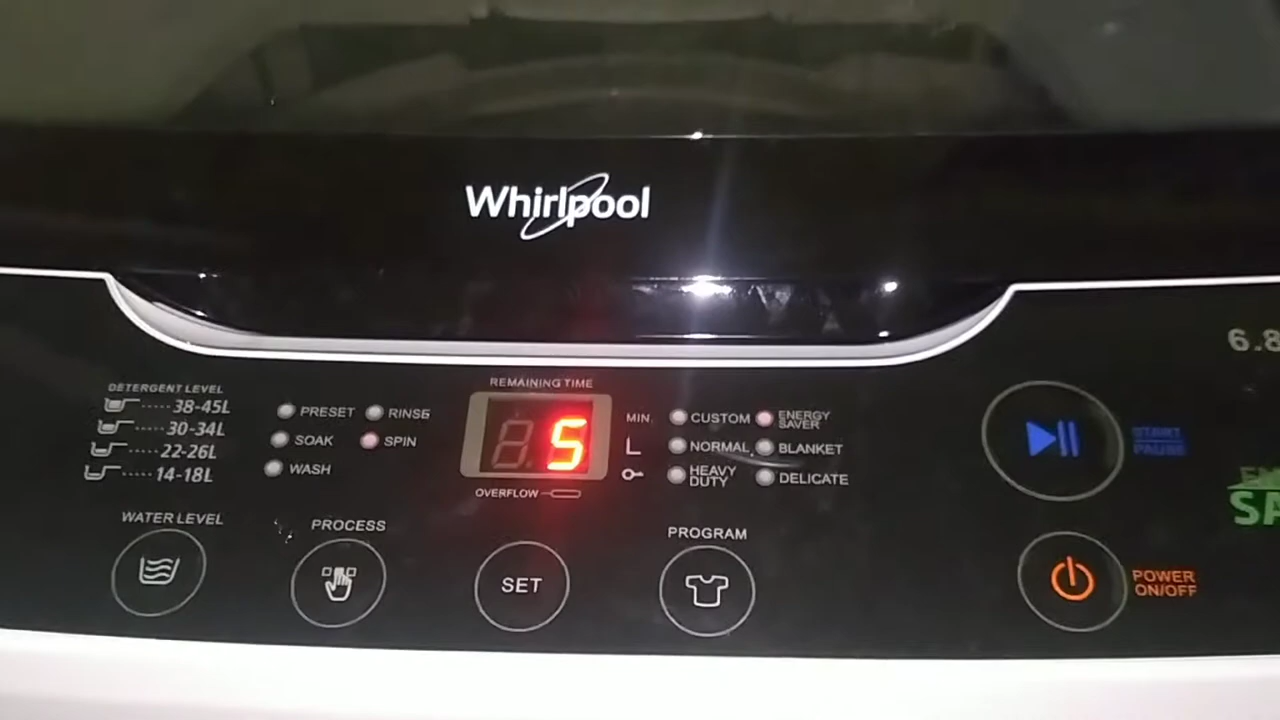 Whirlpool
6.8
DETERGENT LEVEL
38-45L
30-34L
22-26L
14-18L
WATER LEVEL
PRESET
RINSE
SOAK
SPIN
WASH
PROCESS
REMAINING TIME
5
OVERFLOW
SET
MIN.
L
CUSTOM
ENERGY
SAVER
NORMAL
BLANKET
HEAVY
DUTY
DELICATE
PROGRAM
START
PAUSE
POWER
ON/OFF
SA